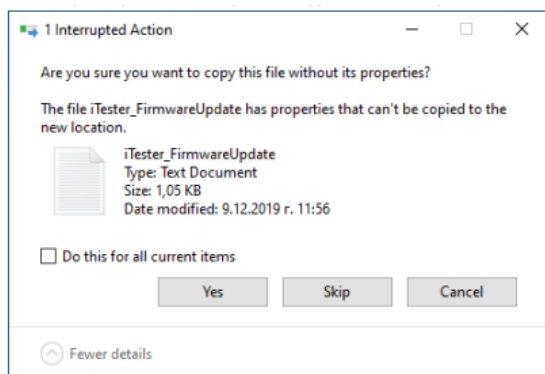 1 Interrupted Action
Are you sure you want to copy this file without its properties?
The file iTester_FirmwareUpdate has properties that can't be copied to the
new location.
iTester_FirmwareUpdate
Type: Text Document
Size: 1,05 KB
Date modified: 9.12.2019 г. 11:56
Do this for all current items
Yes
Skip
Cancel
Fewer details